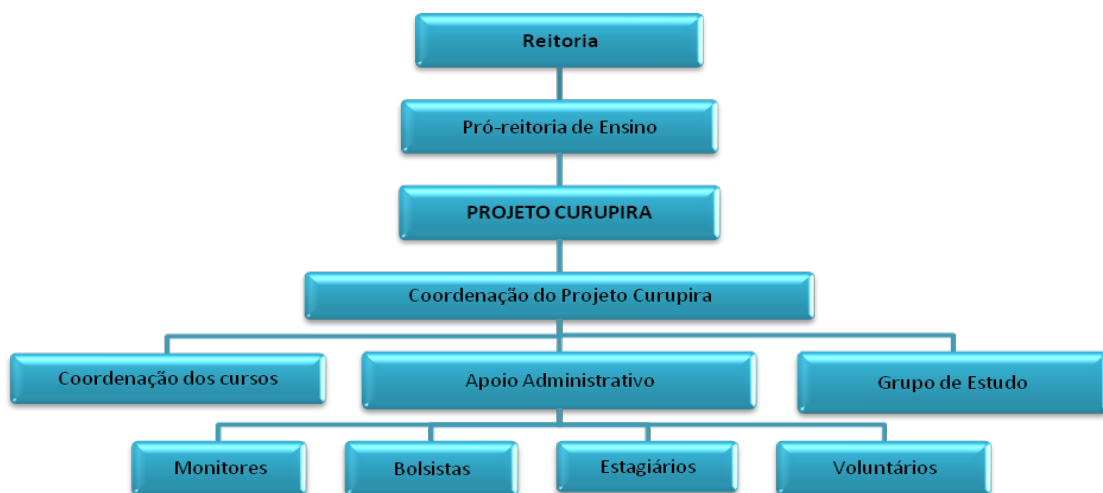 Reitoria
Pró-reitoria de Ensino
PROJETO CURUPIRA
Coordenação do Projeto Curupira
Coordenação dos cursos
Apoio Administrativo
Grupo de Estudo
Monitores
Bolsistas
Estagiários
Voluntários